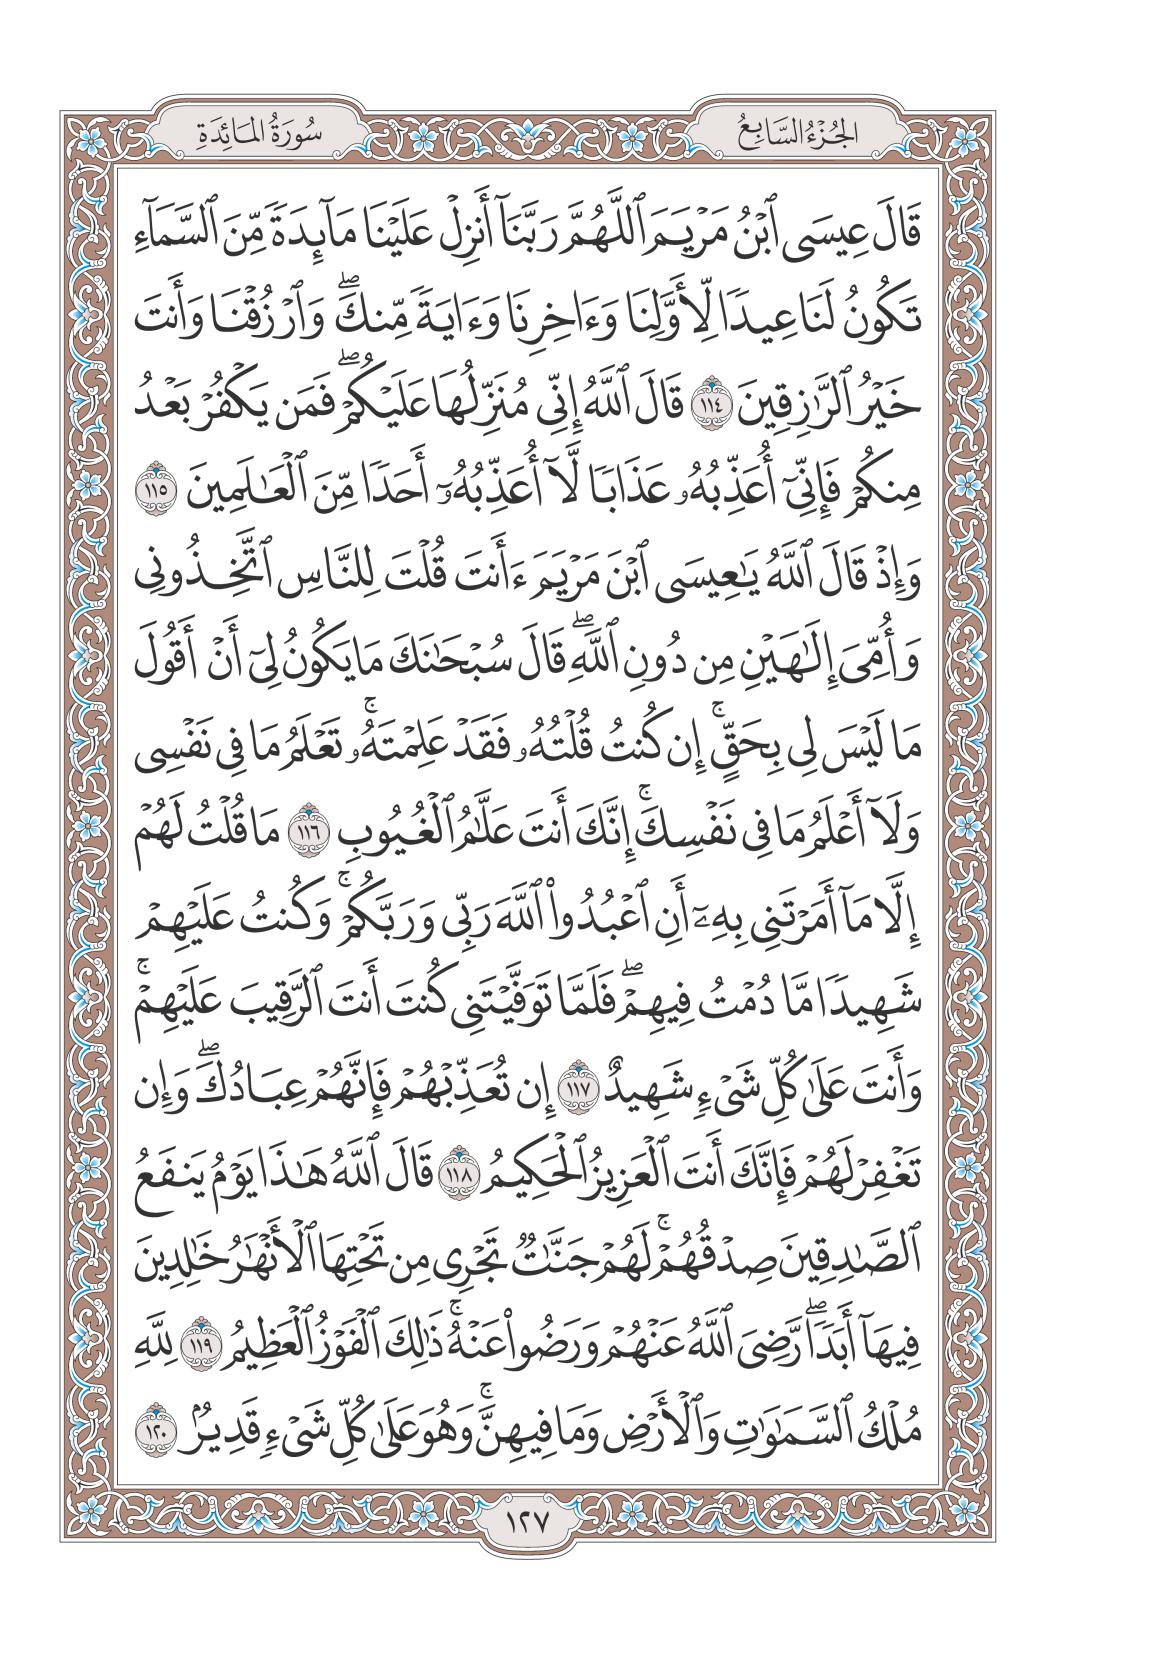 الجُزْءُ السَّابِعُ
سُورَةُ المَائِدَةِ
قَالَ عِيسَى ٱبْنُ مَرْيَمَ ٱللَّهُمَّ رَبَّنَآ أَنزِلْ عَلَيْنَا مَآئِدَةً مِّنَ ٱلسَّمَآءِ
تَكُونُ لَنَا عِيدًا لِّأَوَّلِنَا وَءَاخِرِنَا وَءَايَةً مِّنكَۖ وَٱرْزُقْنَا وَأَنتَ
خَيْرُ ٱلرَّٰزِقِينَ ١١٤ قَالَ ٱللَّهُ إِنِّى مُنَزِّلُهَا عَلَيْكُمْۖ فَمَن يَكْفُرْ بَعْدُ
مِنكُمْ فَإِنِّىٓ أُعَذِّبُهُۥ عَذَابًا لَّآ أُعَذِّبُهُۥٓ أَحَدًا مِّنَ ٱلْعَٰلَمِينَ ١١٥
وَإِذْ قَالَ ٱللَّهُ يَٰعِيسَى ٱبْنَ مَرْيَمَ ءَأَنتَ قُلْتَ لِلنَّاسِ ٱتَّخِذُونِى
وَأُمِّىَ إِلَٰهَيْنِ مِن دُونِ ٱللَّهِۖ قَالَ سُبْحَٰنَكَ مَا يَكُونُ لِىٓ أَنْ أَقُولَ
مَا لَيْسَ لِى بِحَقٍّۚ إِن كُنتُ قُلْتُهُۥ فَقَدْ عَلِمْتَهُۥۚ تَعْلَمُ مَا فِى نَفْسِى
وَلَآ أَعْلَمُ مَا فِى نَفْسِكَۚ إِنَّكَ أَنتَ عَلَّٰمُ ٱلْغُيُوبِ ١١٦ مَا قُلْتُ لَهُمْ
إِلَّا مَآ أَمَرْتَنِى بِهِۦٓ أَنِ ٱعْبُدُوا۟ ٱللَّهَ رَبِّى وَرَبَّكُمْۚ وَكُنتُ عَلَيْهِمْ
شَهِيدًا مَّا دُمْتُ فِيهِمْۖ فَلَمَّا تَوَفَّيْتَنِى كُنتَ أَنتَ ٱلرَّقِيبَ عَلَيْهِمْۚ
وَأَنتَ عَلَىٰ كُلِّ شَىْءٍ شَهِيدٌ ١١٧ إِن تُعَذِّبْهُمْ فَإِنَّهُمْ عِبَادُكَۖ وَإِن
تَغْفِرْ لَهُمْ فَإِنَّكَ أَنتَ ٱلْعَزِيزُ ٱلْحَكِيمُ ١١٨ قَالَ ٱللَّهُ هَٰذَا يَوْمُ يَنفَعُ
ٱلصَّٰدِقِينَ صِدْقُهُمْۚ لَهُمْ جَنَّٰتٌ تَجْرِى مِن تَحْتِهَا ٱلْأَنْهَٰرُ خَٰلِدِينَ
فِيهَآ أَبَدًاۖ رَّضِىَ ٱللَّهُ عَنْهُمْ وَرَضُوا۟ عَنْهُۚ ذَٰلِكَ ٱلْفَوْزُ ٱلْعَظِيمُ ١١٩ لِلَّهِ
مُلْكُ ٱلسَّمَٰوَٰتِ وَٱلْأَرْضِ وَمَا فِيهِنَّۚ وَهُوَ عَلَىٰ كُلِّ شَىْءٍ قَدِيرٌۢ ١٢٠
١٢٧